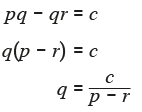 pq − qr = c
q(p − r) = c
q = c / p − r